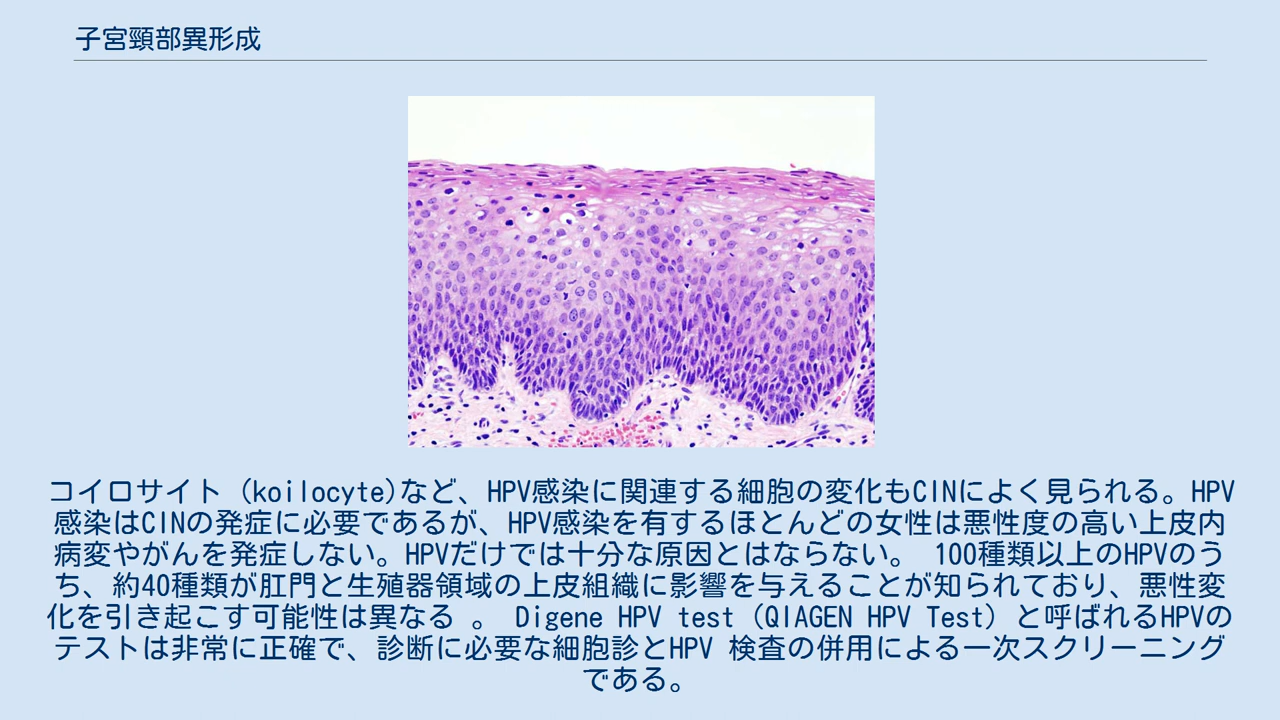 子宮頸部異形成
コイロサイト (koilocyte)など、HPV感染に関連する細胞の変化もCINによく見られる。HPV
感染はCINの発症に必要であるが、HPV感染を有するほとんどの女性は悪性度の高い上皮内
病変やがんを発症しない。HPVだけでは十分な原因とはならない。 100種類以上のHPVのう
ち、約40種類が肛門と生殖器領域の上皮組織に影響を与えることが知られており、悪性変
化を引き起こす可能性は異なる 。 Digene HPV test (QIAGEN HPV Test) と呼ばれるHPVの
テストは非常に正確で、診断に必要な細胞診とHPV 検査の併用による一次スクリーニング
である。